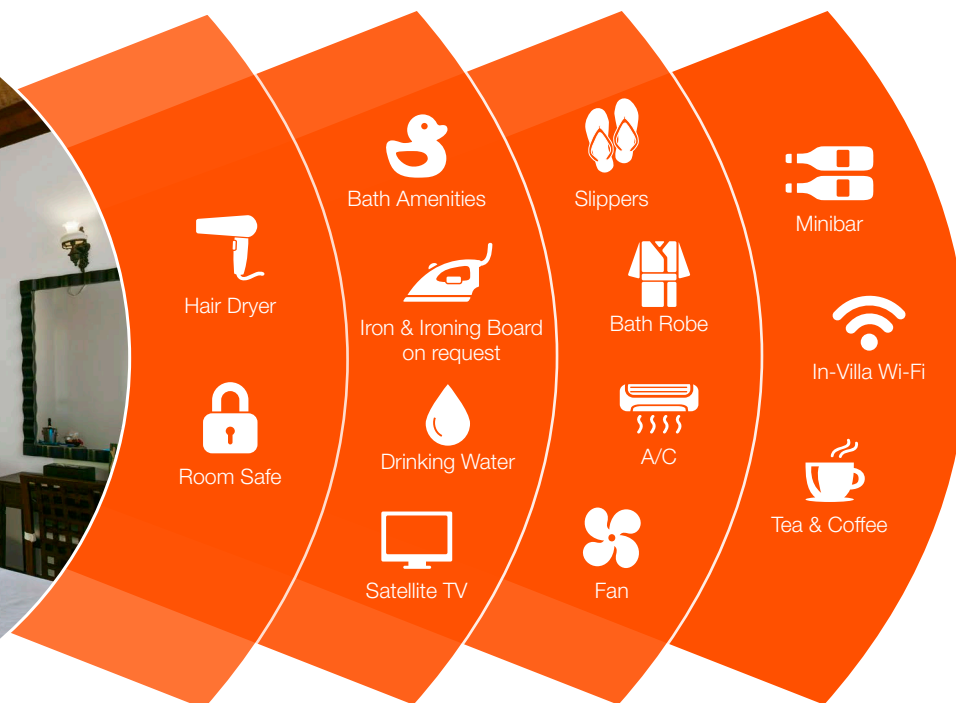 Hair Dryer
Room Safe
Bath Amenities
Iron & Ironing Board
on request
Drinking Water
Satellite TV
Slippers
Bath Robe
A/C
Fan
Minibar
In-Villa Wi-Fi
Tea & Coffee